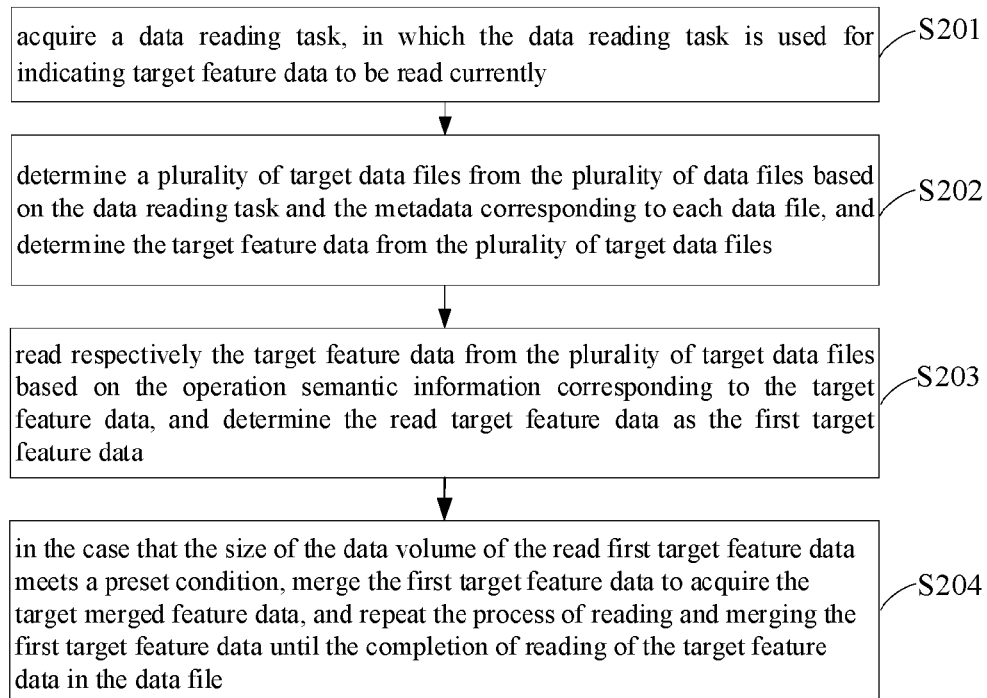 acquire a data reading task, in which the data reading task is used for
indicating target feature data to be read currently
S201
determine a plurality of target data files from the plurality of data files based
on the data reading task and the metadata corresponding to each data file, and
determine the target feature data from the plurality of target data files
S202
read respectively the target feature data from the plurality of target data files
based on the operation semantic information corresponding to the target
feature data, and determine the read target feature data as the first target
feature data
S203
in the case that the size of the data volume of the read first target feature data
meets a preset condition, merge the first target feature data to acquire the
target merged feature data, and repeat the process of reading and merging the
first target feature data until the completion of reading of the target feature
data in the data file
S204